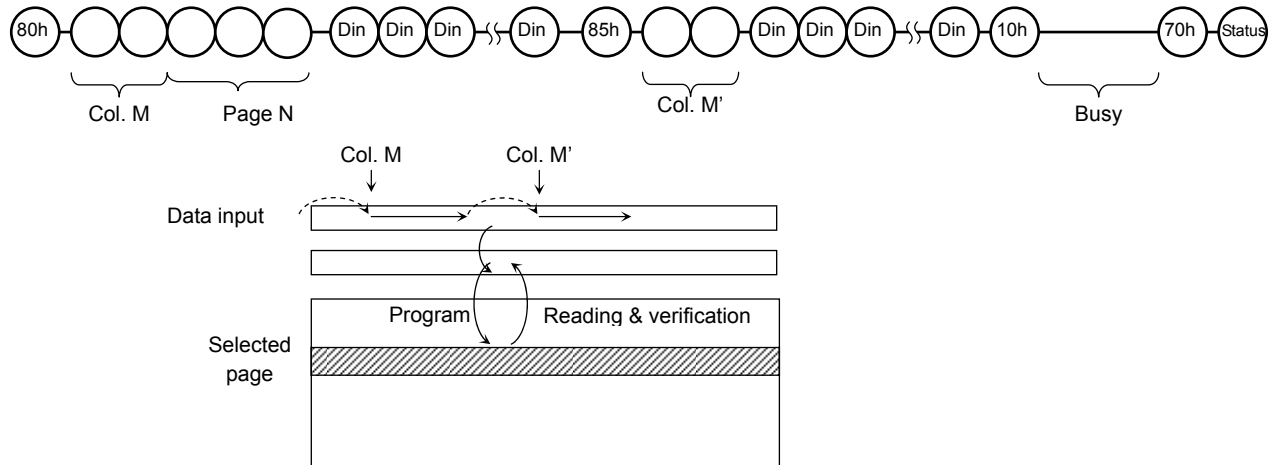 80h Din Din Din Din 85h Din Din Din Din 10h 70h Status
Col. M Page N Col. M’ Busy
Col. M Col. M’
Data input
Program Reading & verification
Selected
page